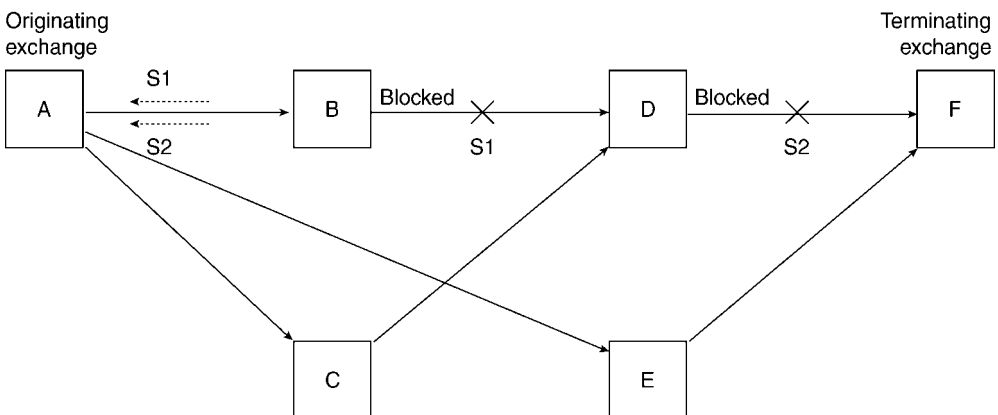 Originating
exchange
Terminating
exchange
S1
A
B
Blocked
D
Blocked
F
S2
S1
S2
C
E